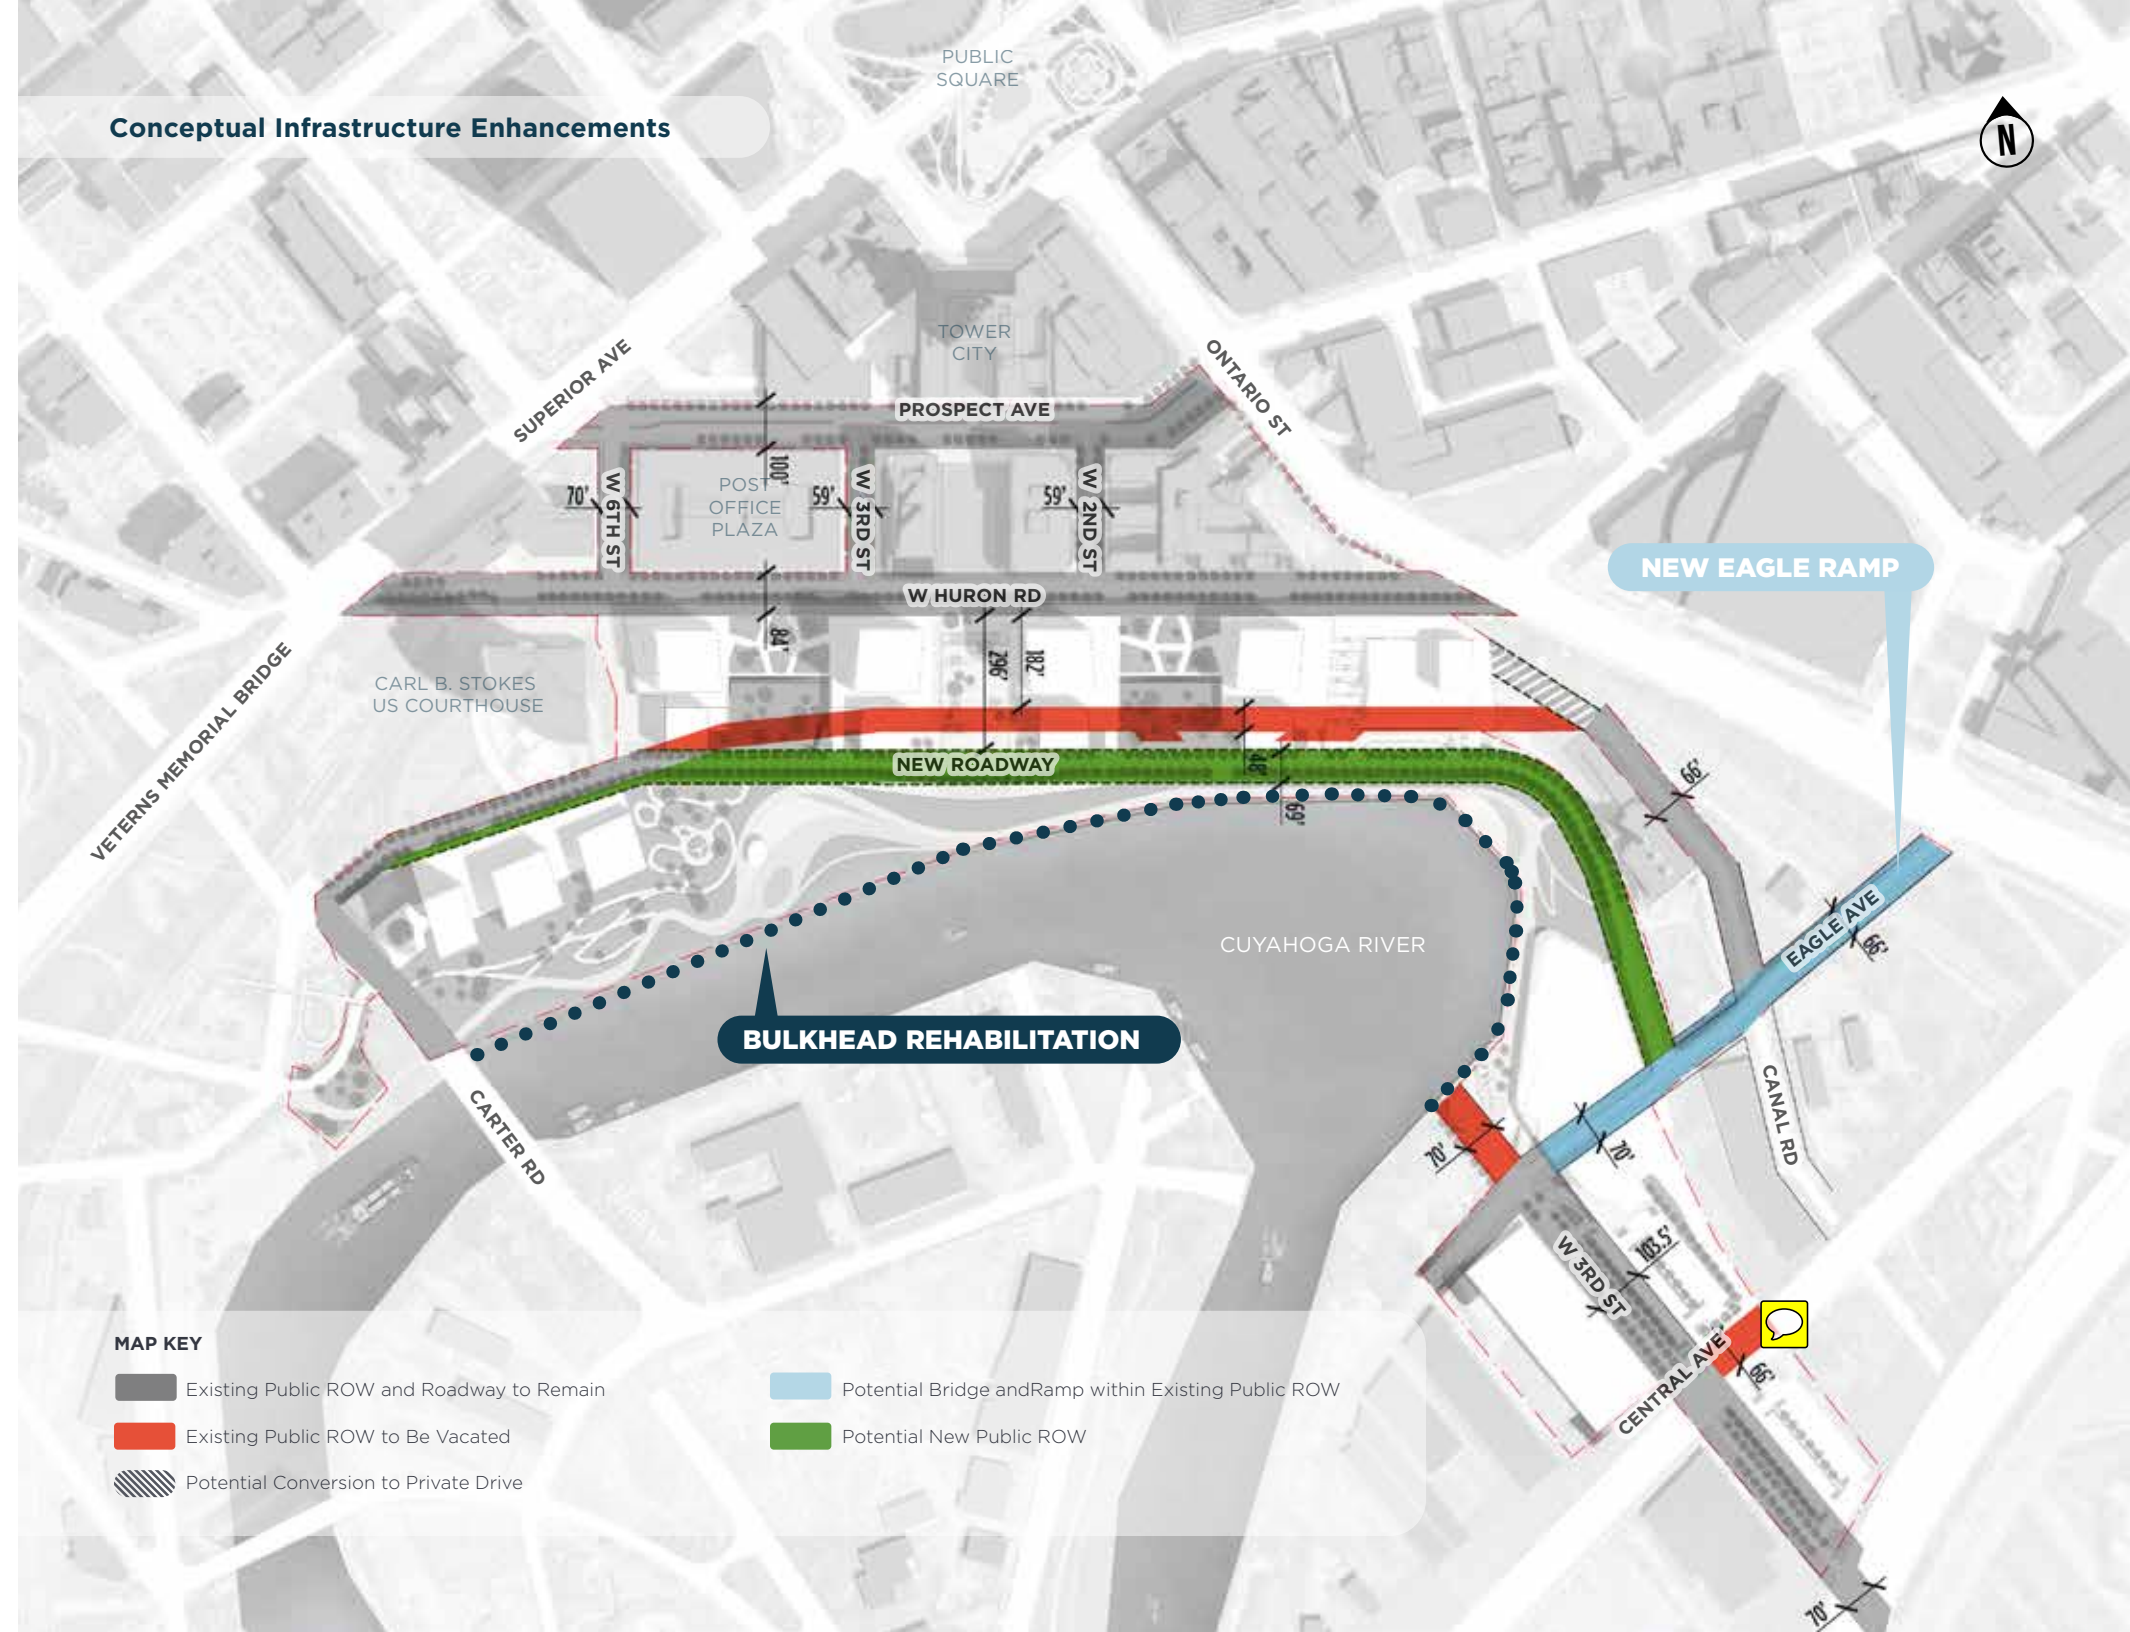 PUBLIC
SQUARE
Conceptual Infrastructure Enhancements
N
TOWER
CITY
SUPERIOR AVE
ONTARIO ST
PROSPECT AVE
100'
POST
OFFICE
PLAZA
70'
W 6TH ST
59'
W 3RD ST
59'
W 2ND ST
NEW EAGLE RAMP
W HURON RD
84'
296'
182'
CARL B. STOKES
US COURTHOUSE
VETERNS MEMORIAL BRIDGE
NEW ROADWAY
48'
69'
66'
EAGLE AVE
66'
CUYAHOGA RIVER
BULKHEAD REHABILITATION
CARTER RD
CANAL RD
70'
70'
W 3RD ST
103.5'
CENTRAL AVE
66'
70'
MAP KEY
Existing Public ROW and Roadway to Remain
Existing Public ROW to Be Vacated
Potential Conversion to Private Drive
Potential Bridge andRamp within Existing Public ROW
Potential New Public ROW